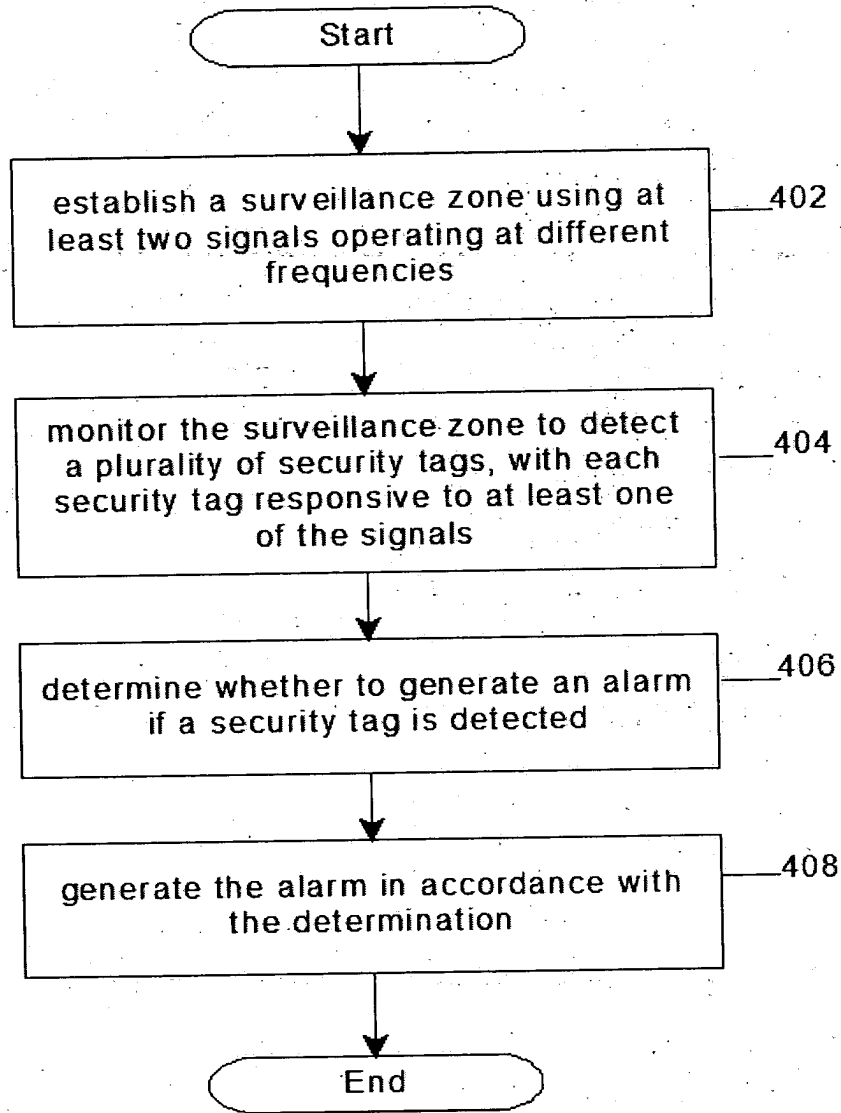 Start
establish a surveillance zone using at
least two signals operating at different
frequencies
402
monitor the surveillance zone to detect
a plurality of security tags, with each
security tag responsive to at least one
of the signals
404
determine whether to generate an alarm
if a security tag is detected
406
generate the alarm in accordance with
the determination
408
End